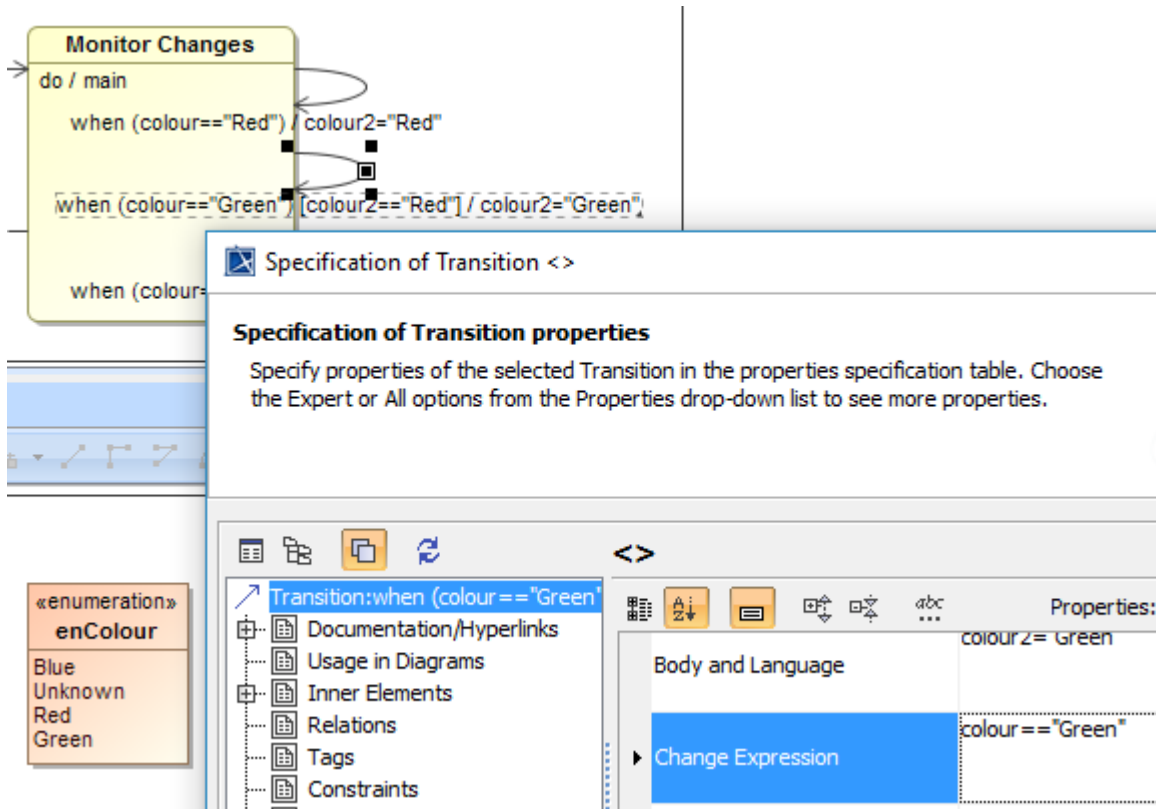 Monitor Changes
do / main
when (colour=="Red") / colour2="Red"
when (colour=="Green") [colour2=="Red"] / colour2="Green"
when (colour=
Specification of Transition <>
Specification of Transition properties
Specify properties of the selected Transition in the properties specification table. Choose
the Expert or All options from the Properties drop-down list to see more properties.
<>
Transition:when (colour=="Green"
Documentation/Hyperlinks
Usage in Diagrams
Inner Elements
Relations
Tags
Constraints
abc
Properties:
colour2="Green"
Body and Language
colour=="Green"
Change Expression
«enumeration»
enColour
Blue
Unknown
Red
Green